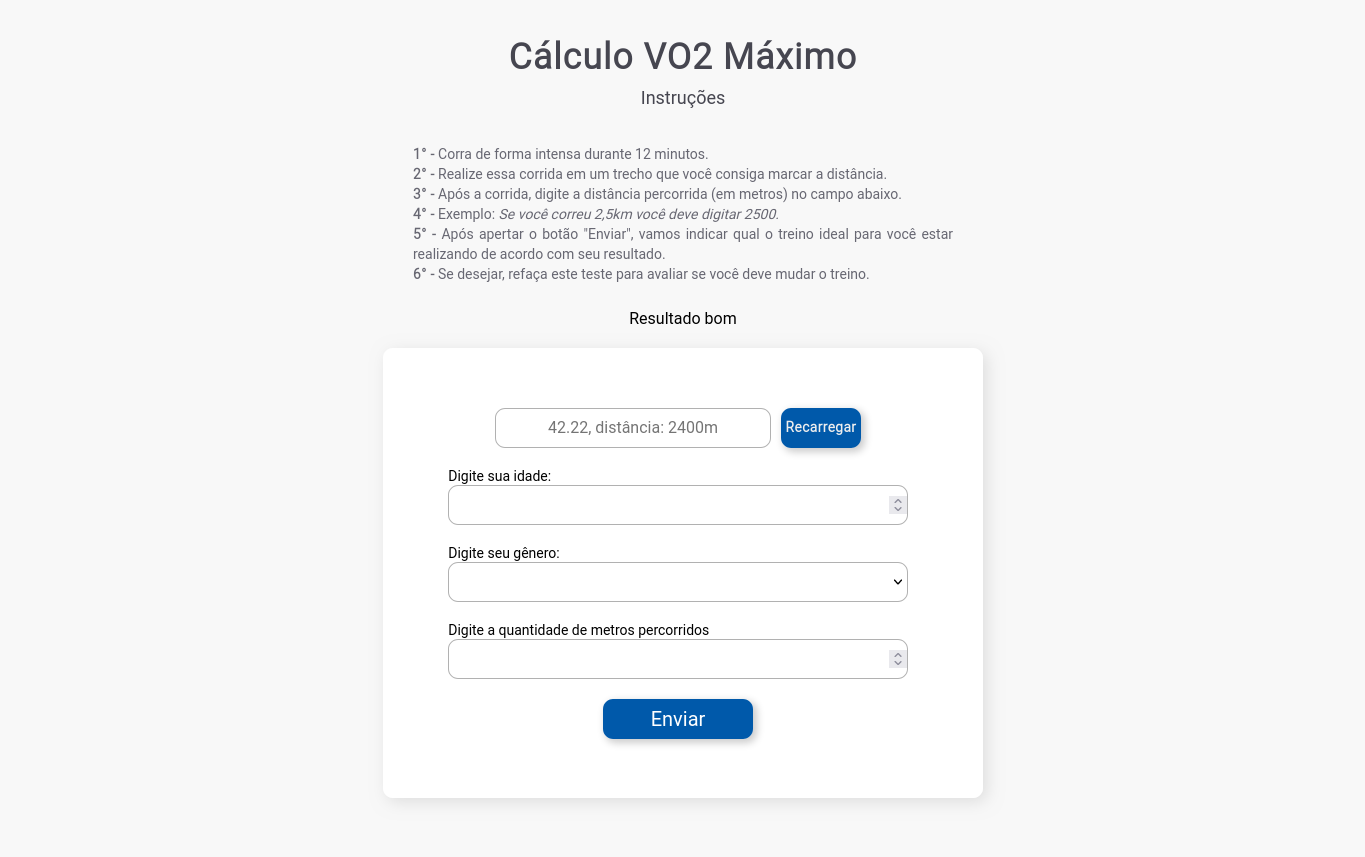 Cálculo VO2 Máximo
Instruções
1° - Corra de forma intensa durante 12 minutos.
2° - Realize essa corrida em um trecho que você consiga marcar a distância.
3° - Após a corrida, digite a distância percorrida (em metros) no campo abaixo.
4° - Exemplo: Se você correu 2,5km você deve digitar 2500.
5° - Após apertar o botão "Enviar", vamos indicar qual o treino ideal para você estar
realizando de acordo com seu resultado.
6° - Se desejar, refaça este teste para avaliar se você deve mudar o treino.
Resultado bom
42.22, distância: 2400m
Recarregar
Digite sua idade:
Digite seu gênero:
Digite a quantidade de metros percorridos
Enviar